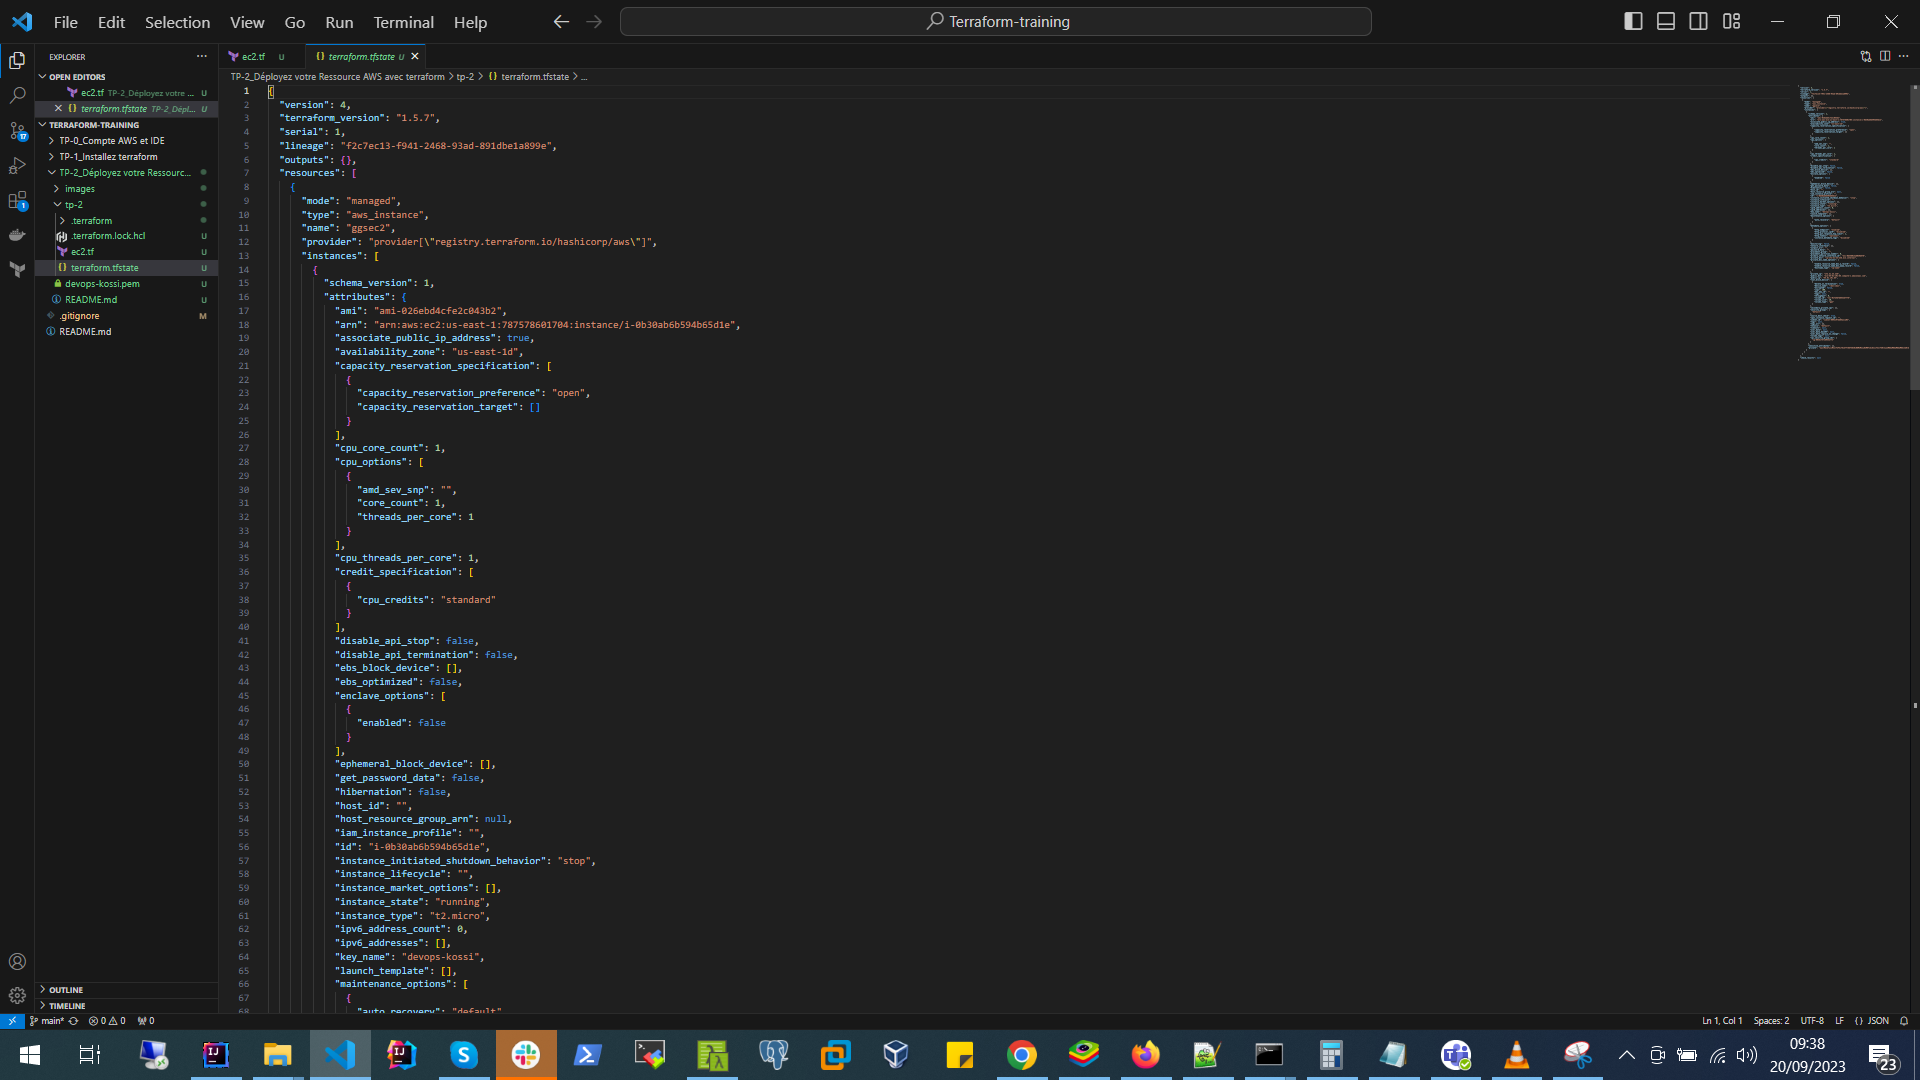 File Edit Selection View Go Run Terminal Help
Terraform-training
EXPLORER
OPEN EDITORS
ec2.tf TP-2_Déployez votre ... U
terraform.tfstate TP-2_Dépl... U
TERRAFORM-TRAINING
TP-0_Compte AWS et IDE
TP-1_Installez terraform
TP-2_Déployez votre Ressourc...
images
tp-2
.terraform
.terraform.lock.hcl U
ec2.tf U
terraform.tfstate U
devops-kossi.pem U
README.md U
.gitignore M
README.md
OUTLINE
TIMELINE
17
1
ec2.tf U
{} terraform.tfstate U
TP-2_Déployez votre Ressource AWS avec terraform > tp-2 > {} terraform.tfstate > ...
1 {
2 "version": 4,
3 "terraform_version": "1.5.7",
4 "serial": 1,
5 "lineage": "f2c7ec13-f941-2468-93ad-891dbe1a899e",
6 "outputs": {},
7 "resources": [
8 {
9 "mode": "managed",
10 "type": "aws_instance",
11 "name": "ggsec2",
12 "provider": "provider[\"registry.terraform.io/hashicorp/aws\"]",
13 "instances": [
14 {
15 "schema_version": 1,
16 "attributes": {
17 "ami": "ami-026ebd4cfe2c043b2",
18 "arn": "arn:aws:ec2:us-east-1:787578601704:instance/i-0b30ab6b594b65d1e",
19 "associate_public_ip_address": true,
20 "availability_zone": "us-east-1d",
21 "capacity_reservation_specification": [
22 {
23 "capacity_reservation_preference": "open",
24 "capacity_reservation_target": []
25 }
26 ],
27 "cpu_core_count": 1,
28 "cpu_options": [
29 {
30 "amd_sev_snp": "",
31 "core_count": 1,
32 "threads_per_core": 1
33 }
34 ],
35 "cpu_threads_per_core": 1,
36 "credit_specification": [
37 {
38 "cpu_credits": "standard"
39 }
40 ],
41 "disable_api_stop": false,
42 "disable_api_termination": false,
43 "ebs_block_device": [],
44 "ebs_optimized": false,
45 "enclave_options": [
46 {
47 "enabled": false
48 }
49 ],
50 "ephemeral_block_device": [],
51 "get_password_data": false,
52 "hibernation": false,
53 "host_id": "",
54 "host_resource_group_arn": null,
55 "iam_instance_profile": "",
56 "id": "i-0b30ab6b594b65d1e",
57 "instance_initiated_shutdown_behavior": "stop",
58 "instance_lifecycle": "",
59 "instance_market_options": [],
60 "instance_state": "running",
61 "instance_type": "t2.micro",
62 "ipv6_address_count": 0,
63 "ipv6_addresses": [],
64 "key_name": "devops-kossi",
65 "launch_template": [],
66 "maintenance_options": [
67 {
68 "auto_recovery": "default"
main* 0 0 0
Ln 1, Col 1 Spaces: 2 UTF-8 LF {} JSON
09:38
20/09/2023
23